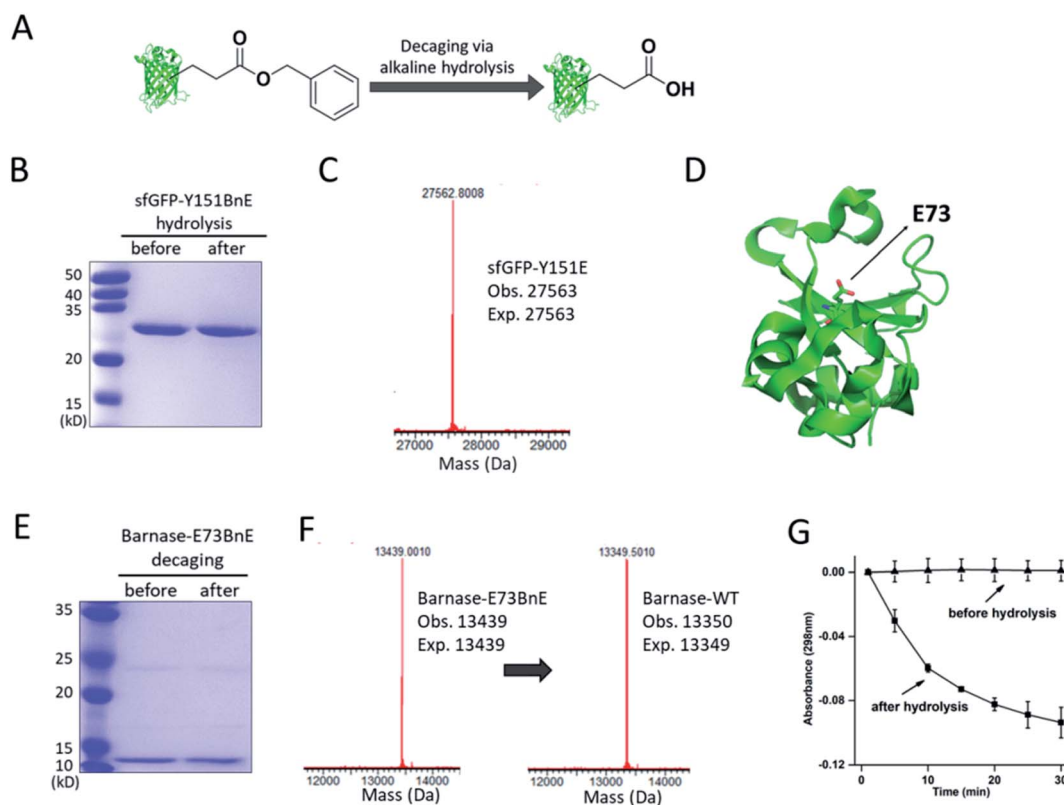 A
O
O
Decaging via
alkaline hydrolysis
O
OH
B
sfGFP-Y151BnE
hydrolysis
before after
50
40
35
20
15
(kD)
C
27562.8008
sfGFP-Y151E
Obs. 27563
Exp. 27563
27000 28000 29000
Mass (Da)
D
E73
E
Barnase-E73BnE
decaging
before after
35
25
20
15
10
(kD)
F
13439.0010
Barnase-E73BnE
Obs. 13439
Exp. 13439
12000 13000 14000
Mass (Da)
13349.5010
Barnase-WT
Obs. 13350
Exp. 13349
12000 13000 14000
Mass (Da)
G
Absorbance (298nm)
0.00
-0.04
-0.08
-0.12
before hydrolysis
after hydrolysis
0 10 20 30
Time (min)